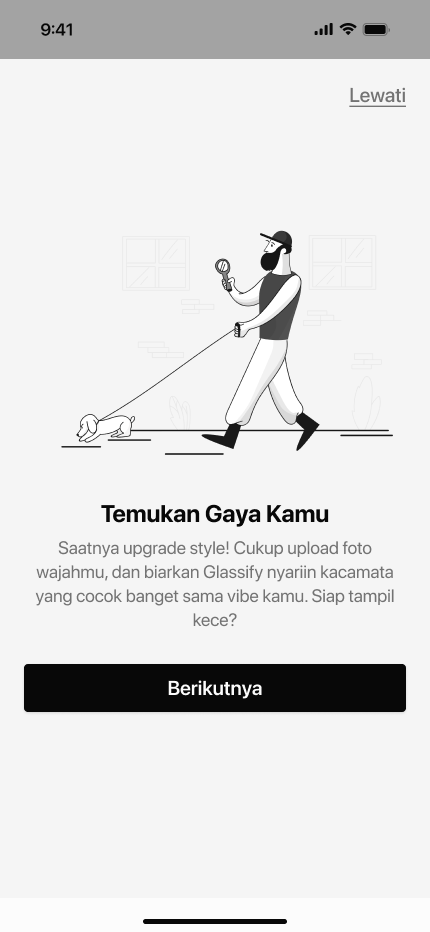 9:41
Lewati
Temukan Gaya Kamu
Saatnya upgrade style! Cukup upload foto
wajahmu, dan biarkan Glassify nyariin kacamata
yang cocok banget sama vibe kamu. Siap tampil
kece?
Berikutnya